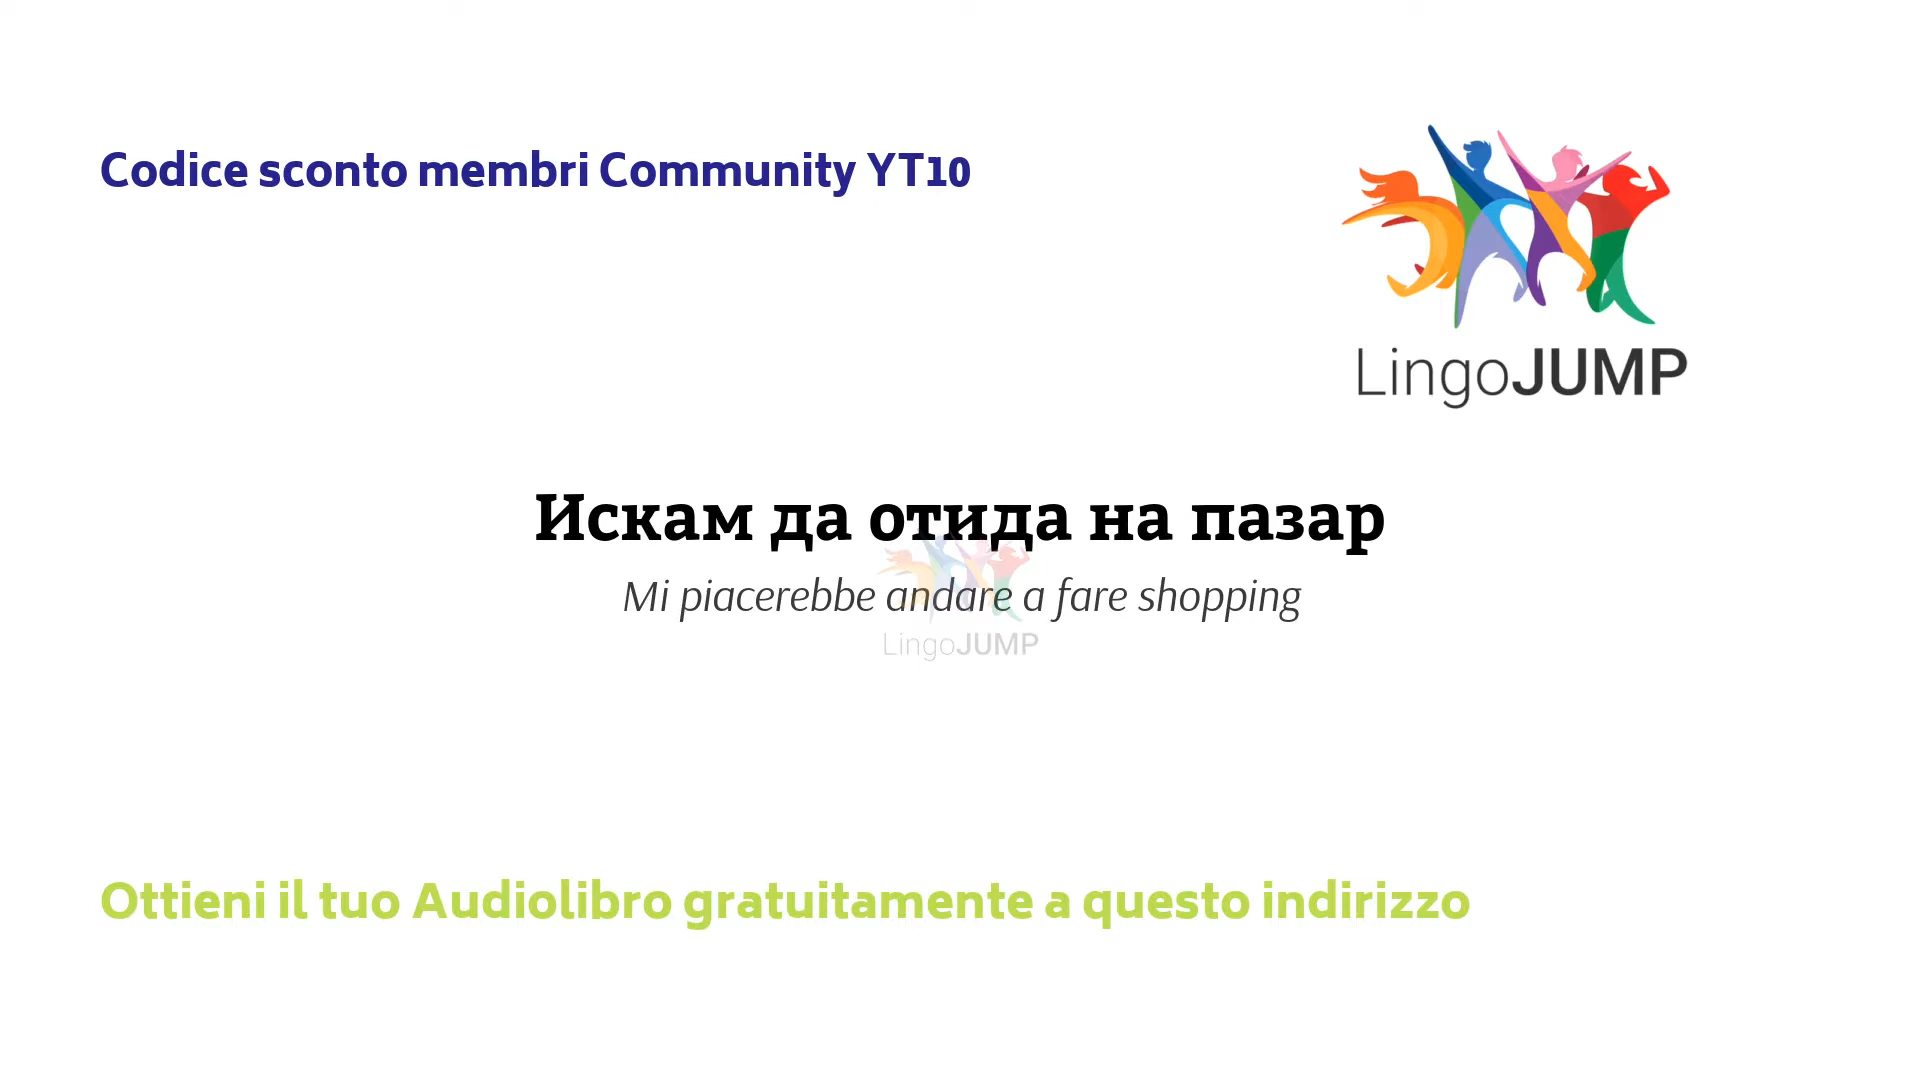 Codice sconto membri Community YT10
LingoJUMP
Искам да отида на пазар
Mi piacerebbe andare a fare shopping
LingoJUMP
Ottieni il tuo Audiolibro gratuitamente a questo indirizzo